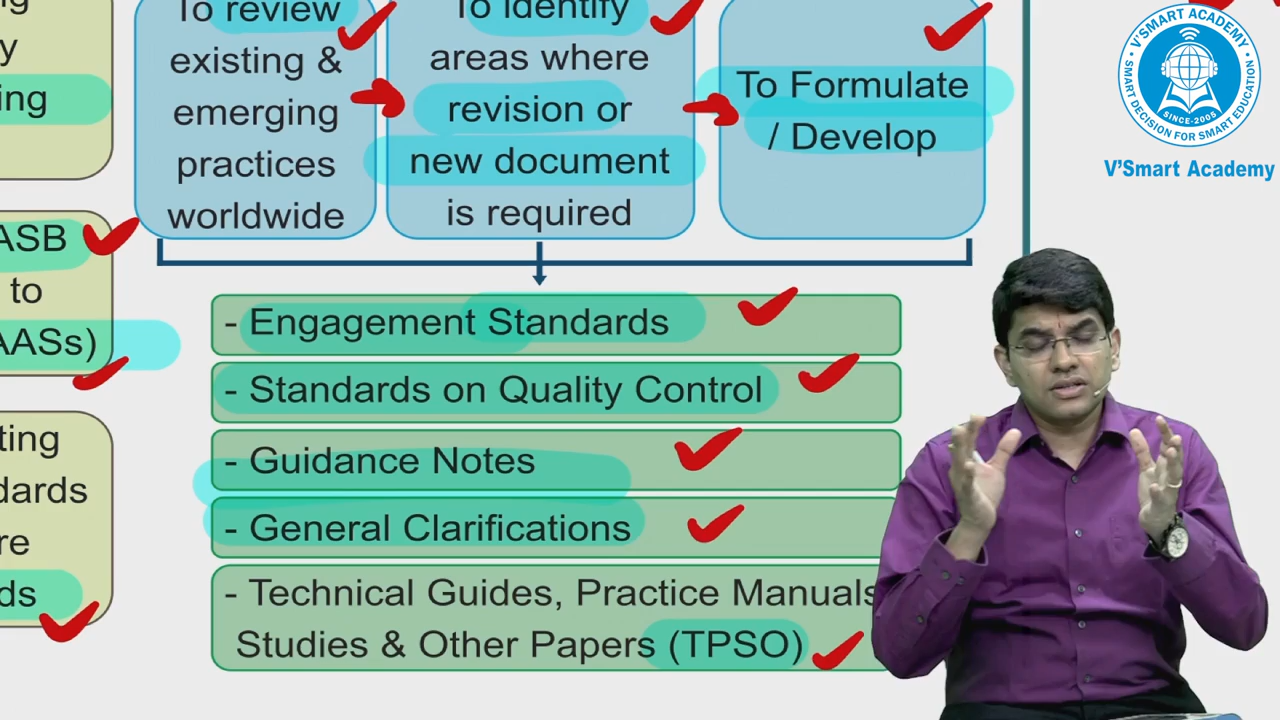 ing
y
ing
ASB
to
AASs)
ting
dards
re
ds
To review
existing &
emerging
practices
worldwide
To identify
areas where
revision or
new document
is required
To Formulate
/ Develop
- Engagement Standards
- Standards on Quality Control
- Guidance Notes
- General Clarifications
- Technical Guides, Practice Manuals
Studies & Other Papers (TPSO)
V'SMART ACADEMY
SMART DECISION FOR SMART EDUCATION
SINCE-2005
V'Smart Academy